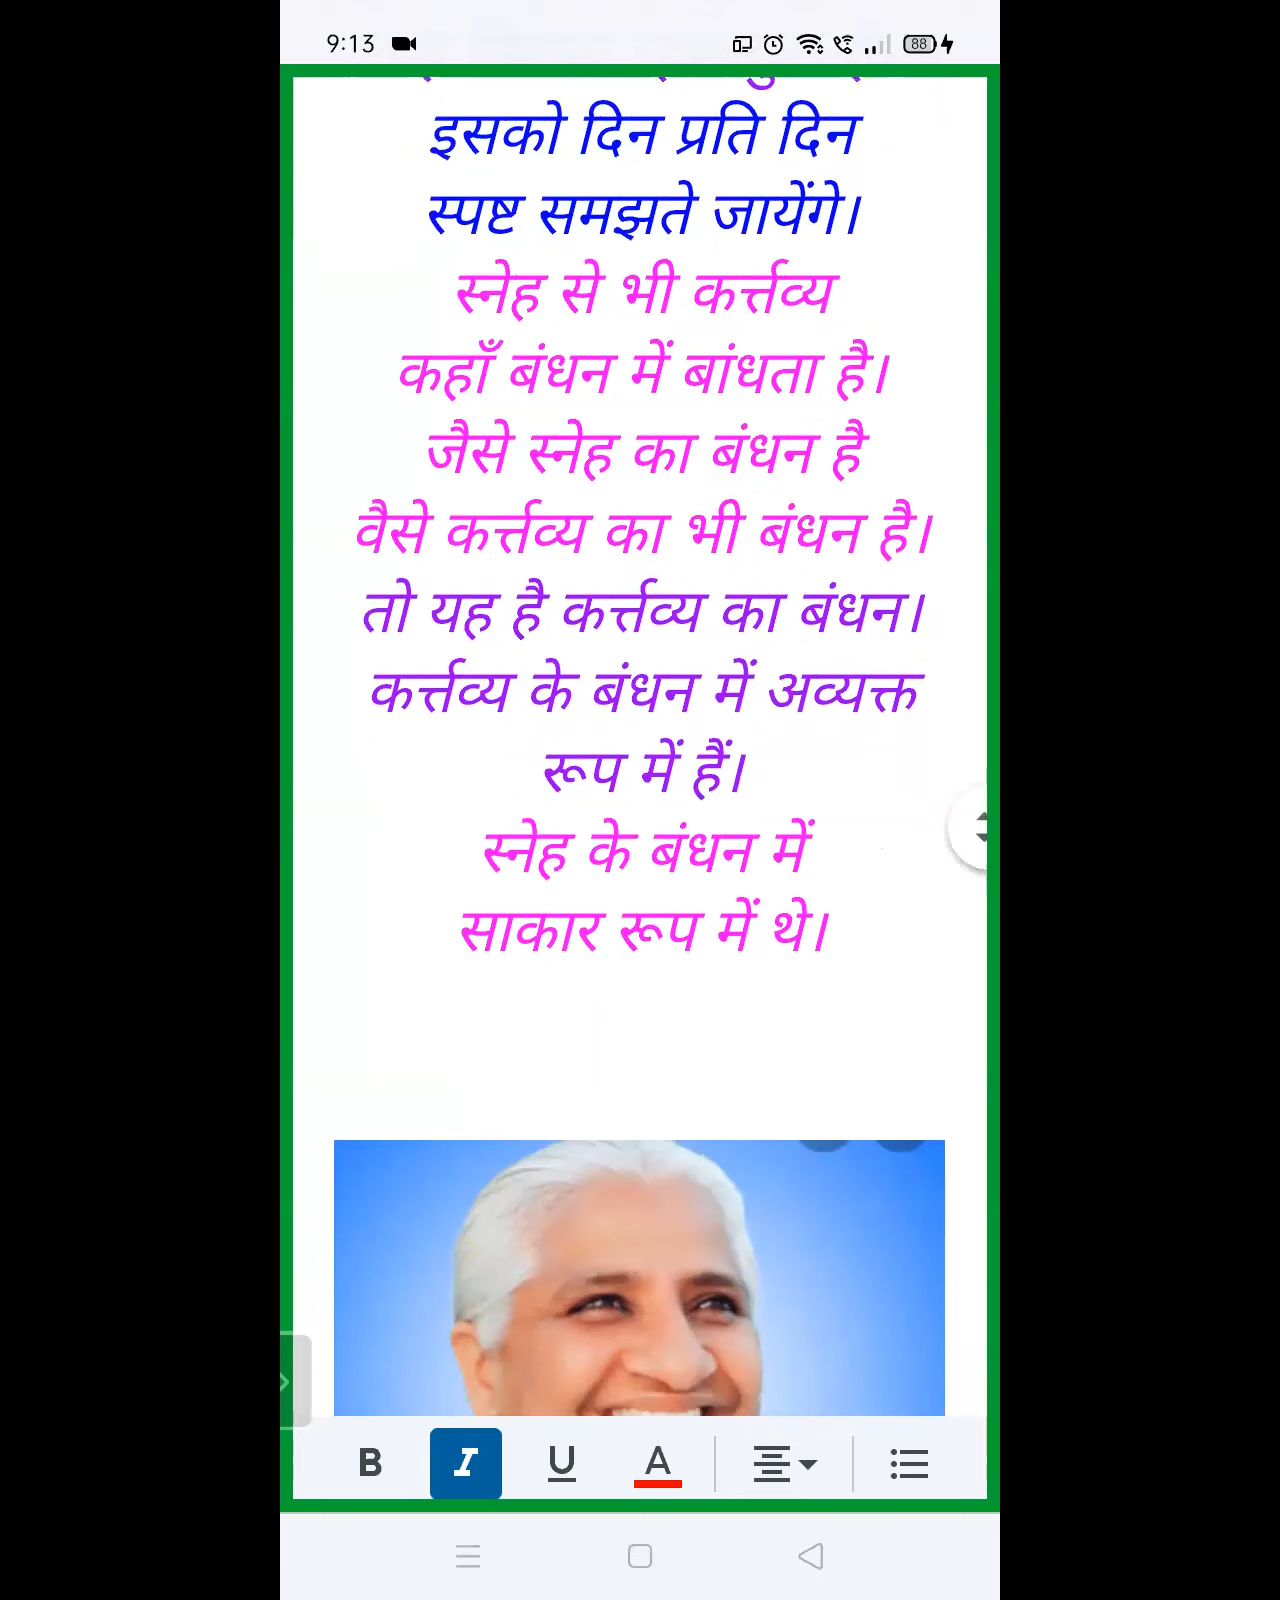 9:13
88
इसको दिन प्रति दिन
स्पष्ट समझते जायेंगे।
स्नेह से भी कर्त्तव्य
कहाँ बंधन में बांधता है।
जैसे स्नेह का बंधन है
वैसे कर्त्तव्य का भी बंधन है।
तो यह है कर्त्तव्य का बंधन।
कर्त्तव्य के बंधन में अव्यक्त
रूप में हैं।
स्नेह के बंधन में
साकार रूप में थे।
B I U A